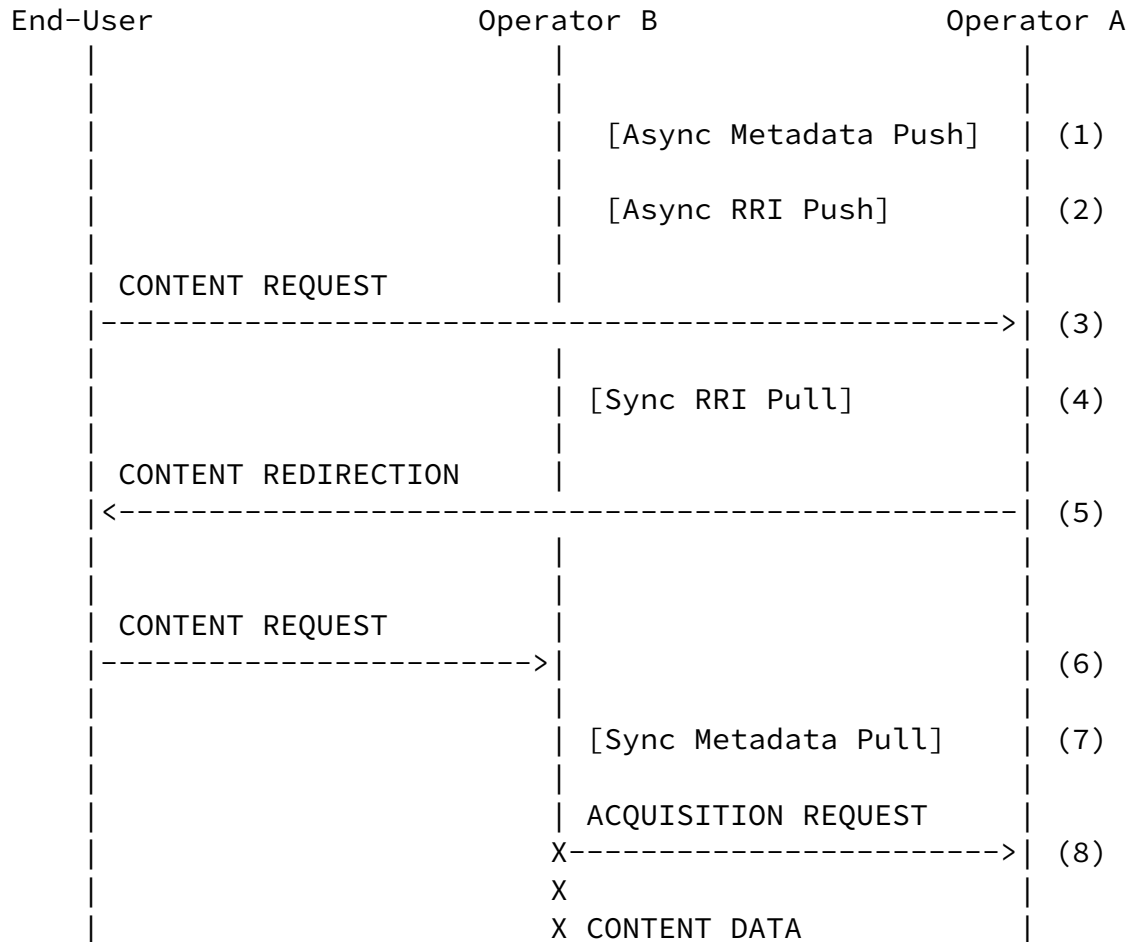 End-User Operator B Operator A
[Async Metadata Push] (1)
[Async RRI Push] (2)
CONTENT REQUEST
(3)
[Sync RRI Pull] (4)
CONTENT REDIRECTION
(5)
CONTENT REQUEST
(6)
[Sync Metadata Pull] (7)
ACQUISITION REQUEST
X (8)
X
X CONTENT DATA